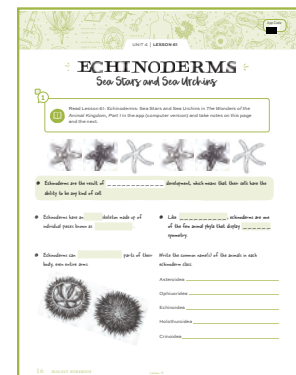 App Code
UNIT 4 | LESSON 61
ECHINODERMS
Sea Stars and Sea Urchins
1
Read Lesson 61: Echinoderms: Sea Stars and Sea Urchins in The Wonders of the
Animal Kingdom, Part 1 in the app (computer version) and take notes on this page
and the next.
Echinoderms are the result of ____________ development, which means that their cells have the
ability to be any kind of cell.
Echinoderms have an ____ skeleton made up of
individual pieces known as ________.
Like __________, echinoderms are one
of the few animal phyla that display ______
symmetry.
Echinoderms can ________ parts of their
body, even entire arms.
Write the common name(s) of the animals in each
echinoderm class:
Asteroidea
Ophiuroidea
Echinoidea
Holothuroidea
Crinoidea